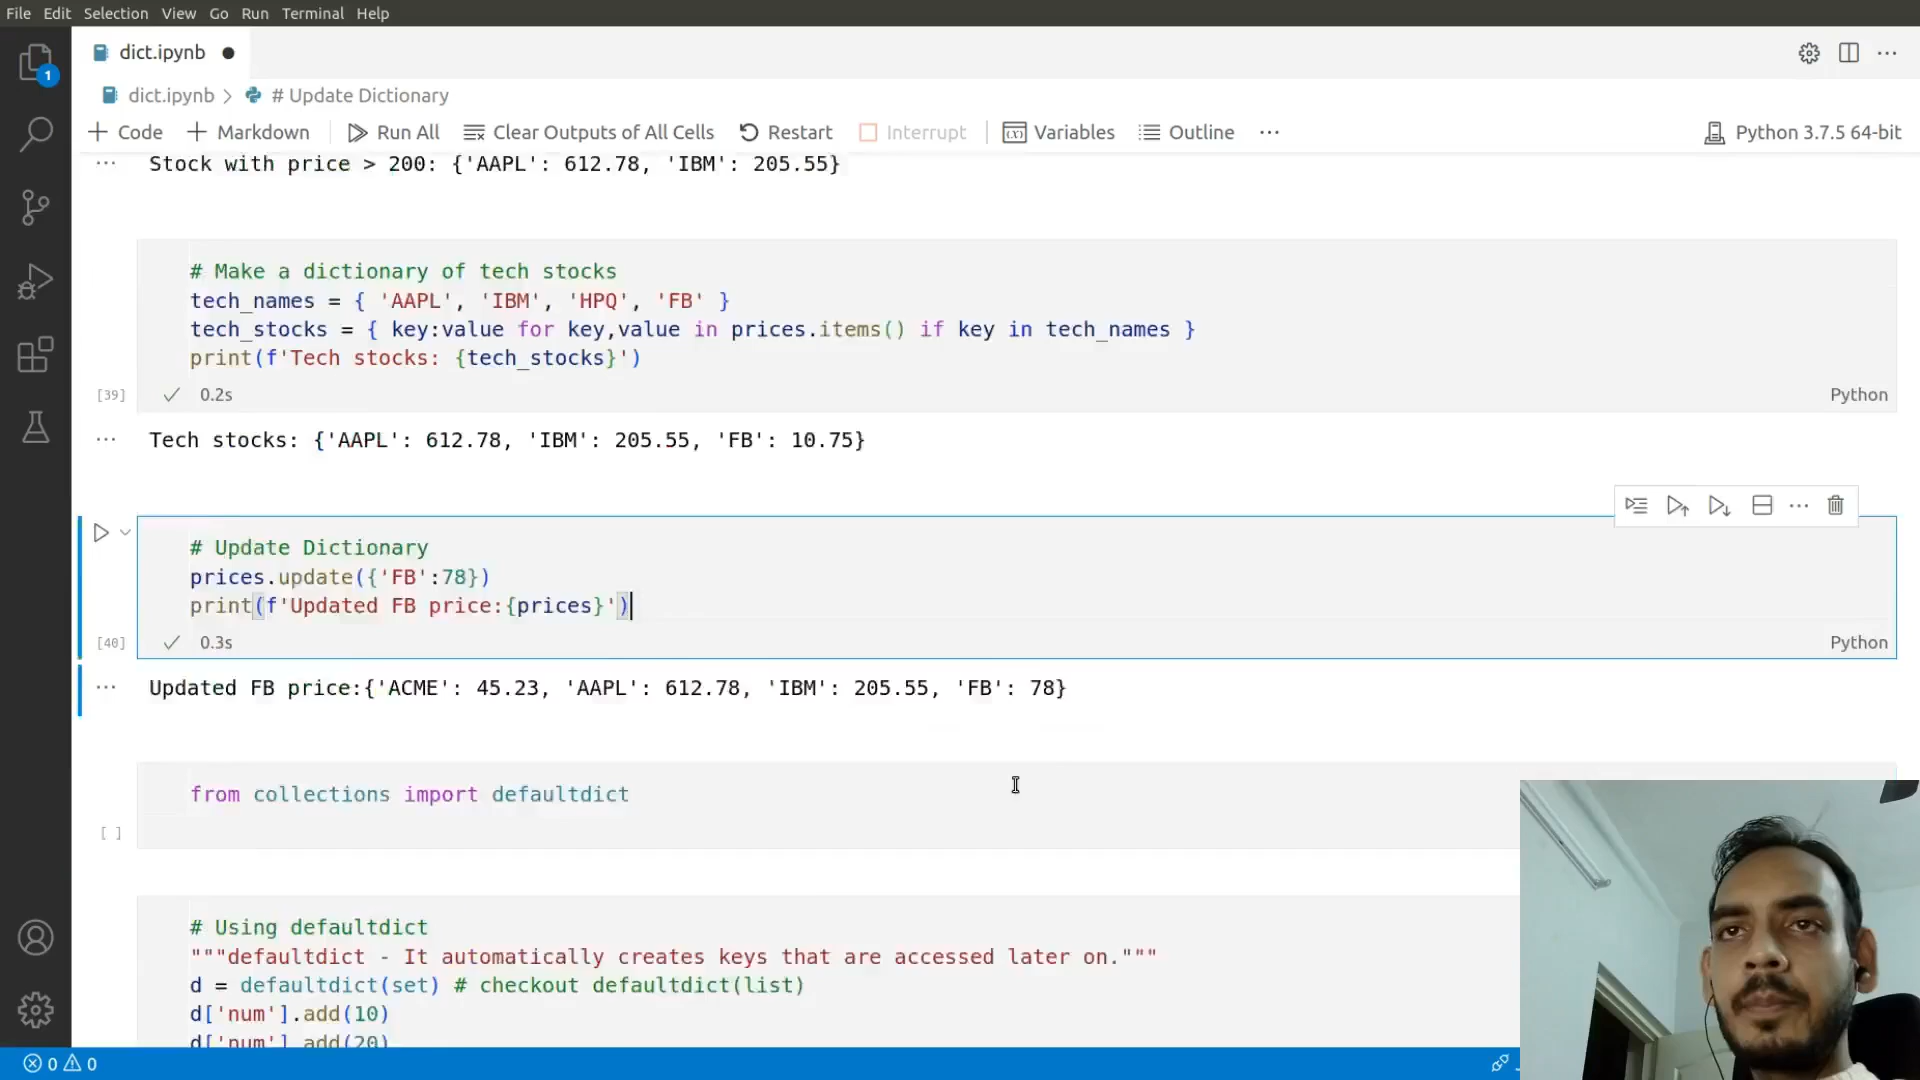 File Edit Selection View Go Run Terminal Help
1
dict.ipynb
dict.ipynb > # Update Dictionary
Code Markdown Run All Clear Outputs of All Cells Restart Interrupt (x) Variables Outline ··· Python 3.7.5 64-bit
··· Stock with price > 200: {'AAPL': 612.78, 'IBM': 205.55}
# Make a dictionary of tech stocks
tech_names = { 'AAPL', 'IBM', 'HPQ', 'FB' }
tech_stocks = { key:value for key,value in prices.items() if key in tech_names }
print(f'Tech stocks: {tech_stocks}')
[39] 0.2s Python
··· Tech stocks: {'AAPL': 612.78, 'IBM': 205.55, 'FB': 10.75}
# Update Dictionary
prices.update({'FB':78})
print(f'Updated FB price:{prices}')
[40] 0.3s Python
··· Updated FB price:{'ACME': 45.23, 'AAPL': 612.78, 'IBM': 205.55, 'FB': 78}
from collections import defaultdict
[ ]
# Using defaultdict
"""defaultdict - It automatically creates keys that are accessed later on."""
d = defaultdict(set) # checkout defaultdict(list)
d['num'].add(10)
d['num'].add(20)
0 0